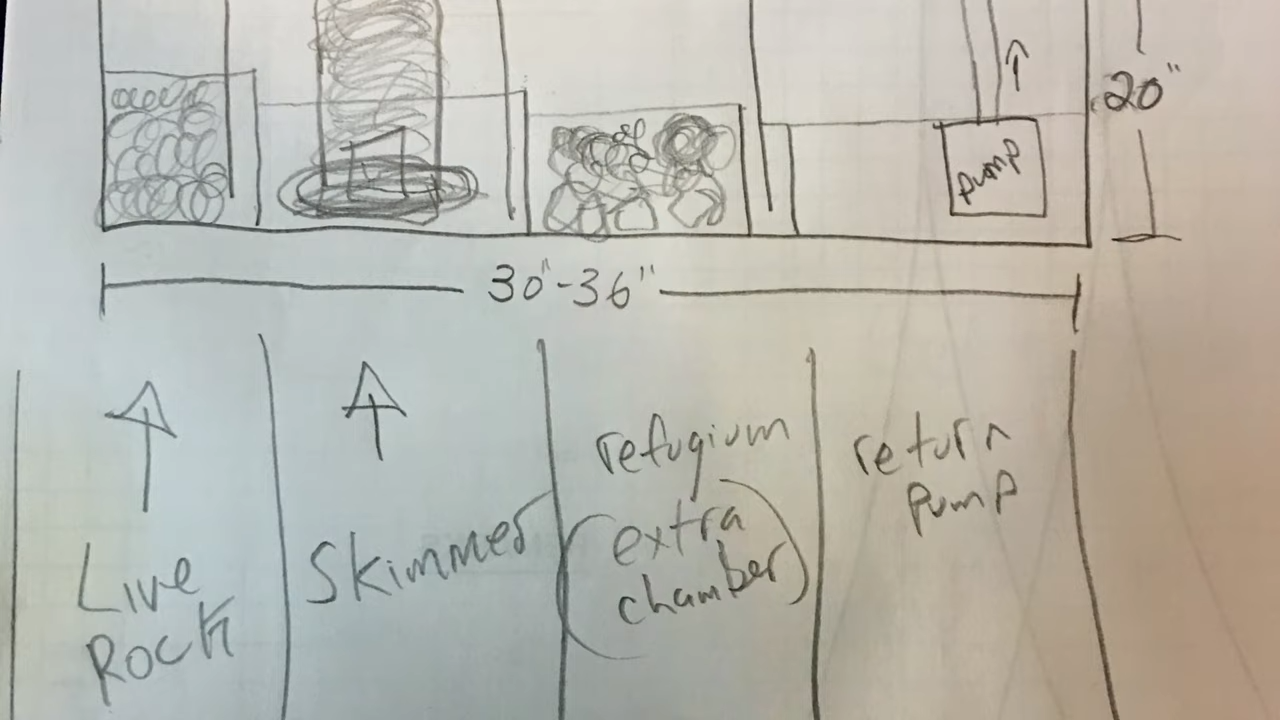 20"
Pump
30"-36"
refugium
return
pump
(extra
chamber)
Skimmer
Live
Rock